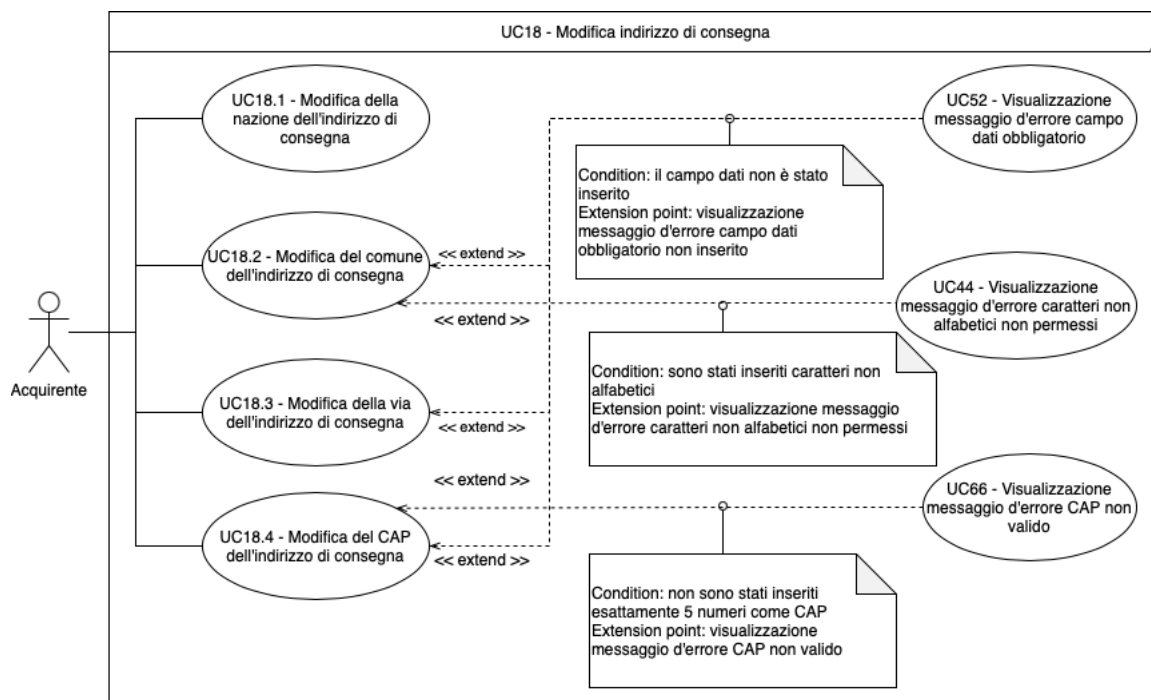 UC18 - Modifica indirizzo di consegna
UC18.1 - Modifica della
nazione dell'indirizzo di
consegna
UC52 - Visualizzazione
messaggio d'errore campo
dati obbligatorio
Condition: il campo dati non è stato
inserito
Extension point: visualizzazione
messaggio d'errore campo dati
obbligatorio non inserito
UC18.2 - Modifica del comune
dell'indirizzo di consegna
<< extend >>
<< extend >>
UC44 - Visualizzazione
messaggio d'errore caratteri non
alfabetici non permessi
Condition: sono stati inseriti caratteri non
alfabetici
Extension point: visualizzazione messaggio
d'errore caratteri non alfabetici non permessi
Acquirente
UC18.3 - Modifica della via
dell'indirizzo di consegna
<< extend >>
<< extend >>
UC66 - Visualizzazione
messaggio d'errore CAP non
valido
UC18.4 - Modifica del CAP
dell'indirizzo di consegna
<< extend >>
Condition: non sono stati inseriti
esattamente 5 numeri come CAP
Extension point: visualizzazione
messaggio d'errore CAP non valido